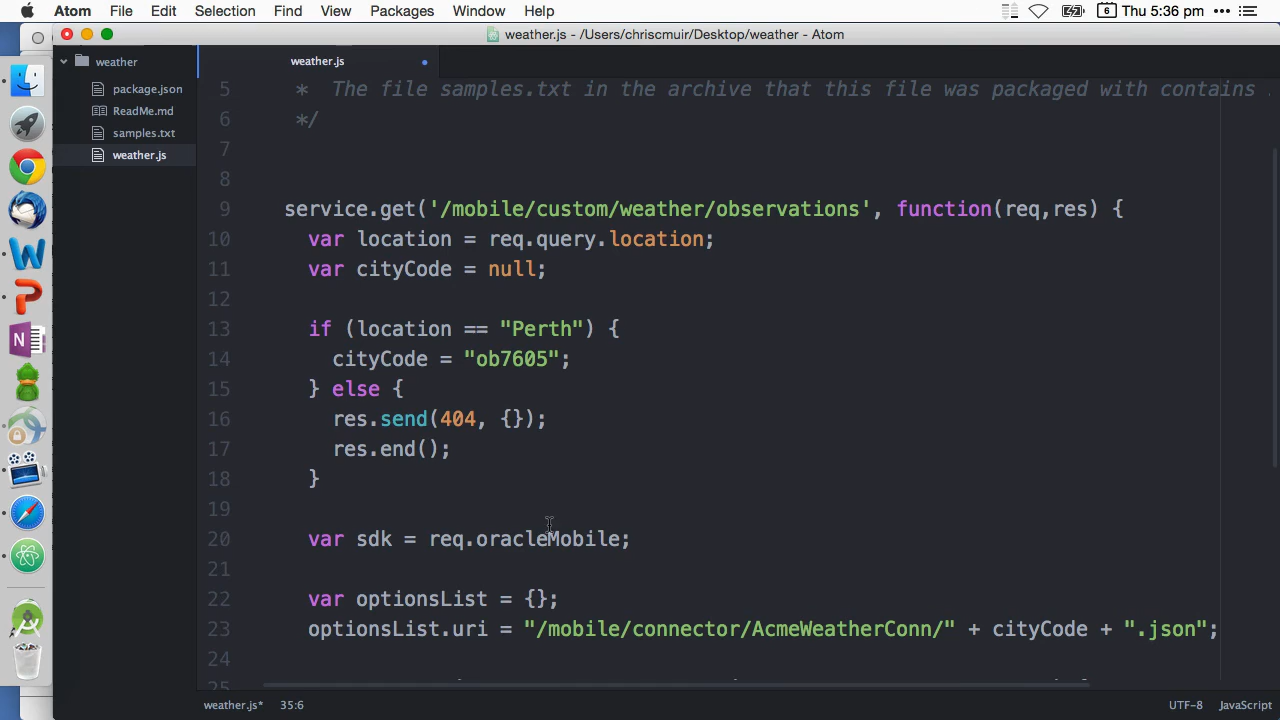 Atom File Edit Selection Find View Packages Window Help 6 Thu 5:36 pm
weather.js - /Users/chriscmuir/Desktop/weather - Atom
weather
package.json
ReadMe.md
samples.txt
weather.js
weather.js
5 * The file samples.txt in the archive that this file was packaged with contains
6 */
7
8
9 service.get('/mobile/custom/weather/observations', function(req,res) {
10 var location = req.query.location;
11 var cityCode = null;
12
13 if (location == "Perth") {
14 cityCode = "ob7605";
15 } else {
16 res.send(404, {});
17 res.end();
18 }
19
20 var sdk = req.oracleMobile;
21
22 var optionsList = {};
23 optionsList.uri = "/mobile/connector/AcmeWeatherConn/" + cityCode + ".json";
24
25
weather.js* 35:6 UTF-8 JavaScript